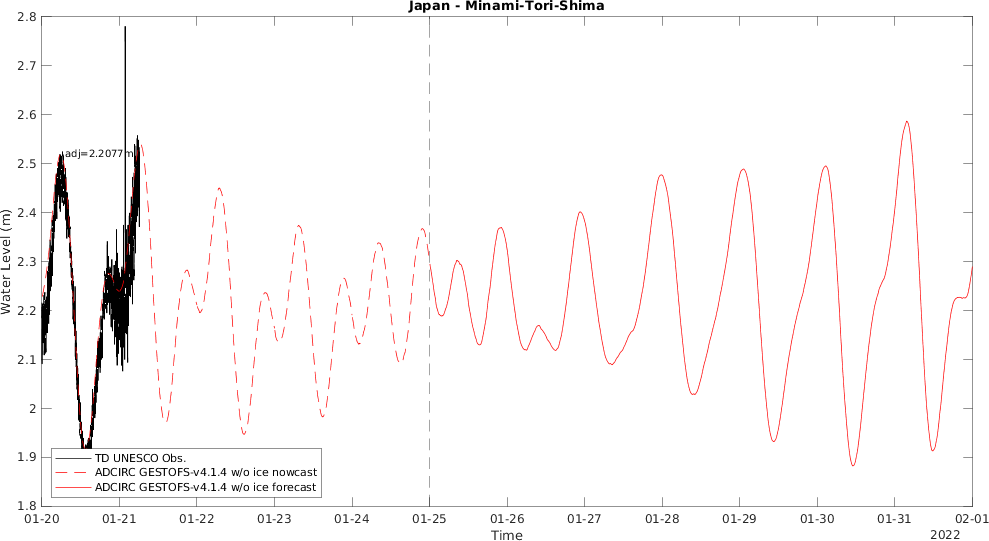 Japan - Minami-Tori-Shima
2.8
2.7
2.6
2.5
2.4
2.3
2.2
2.1
2
1.9
1.8
Water Level (m)
adj=2.2077m
TD UNESCO Obs.
ADCIRC GESTOFS-v4.1.4 w/o ice nowcast
ADCIRC GESTOFS-v4.1.4 w/o ice forecast
01-20 01-21 01-22 01-23 01-24 01-25 01-26 01-27 01-28 01-29 01-30 01-31 02-01
Time
2022